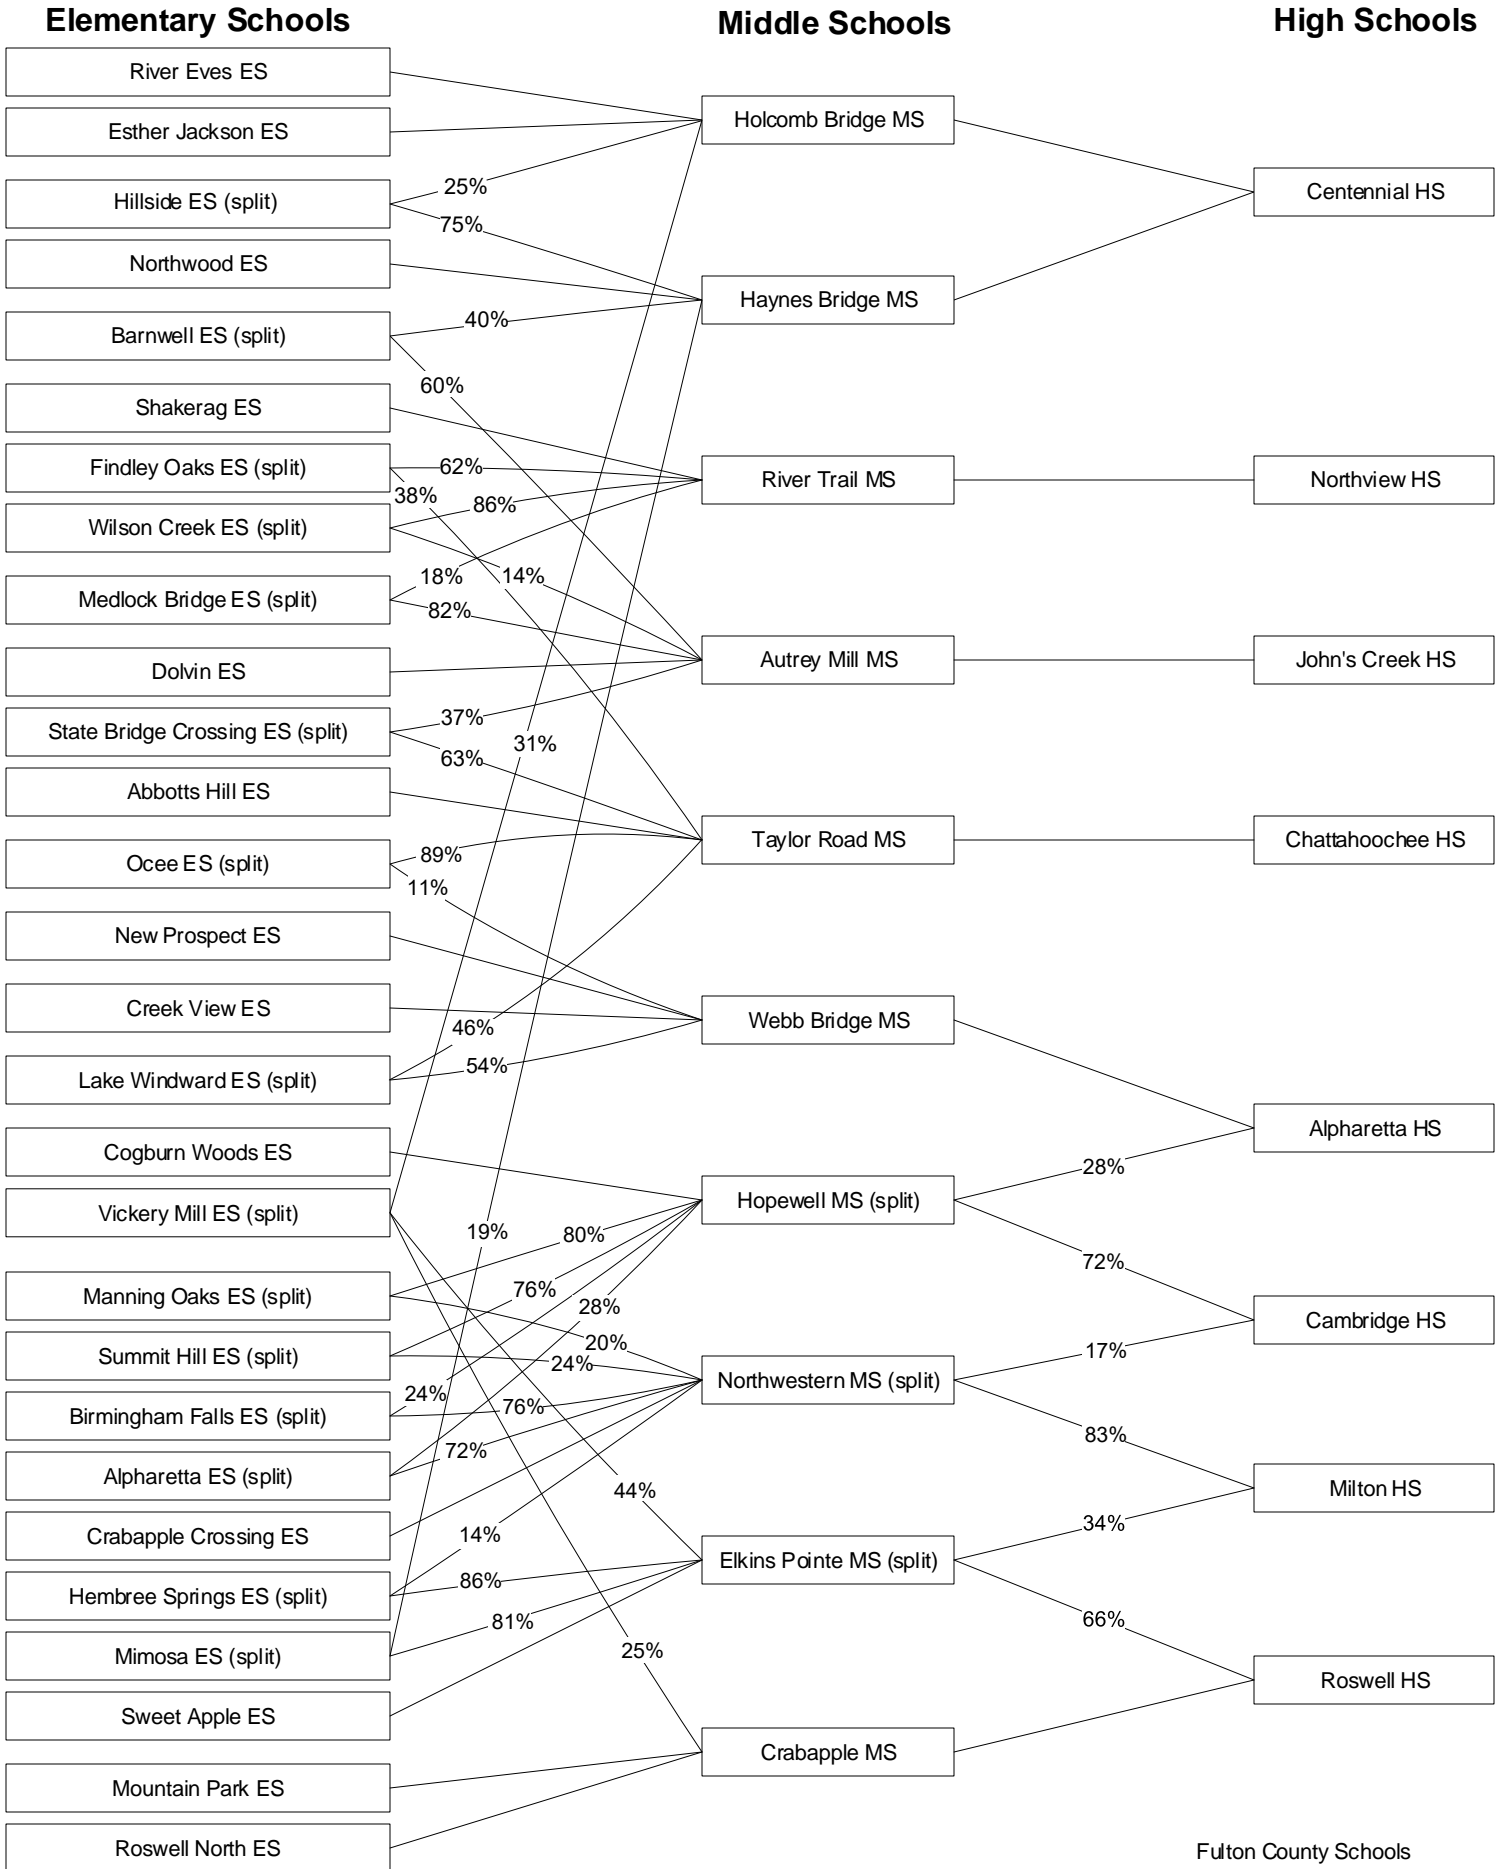 Elementary Schools
Middle Schools
High Schools
River Eves ES
Esther Jackson ES
Hillside ES (split)
Northwood ES
Barnwell ES (split)
Shakerag ES
Findley Oaks ES (split)
Wilson Creek ES (split)
Medlock Bridge ES (split)
Dolvin ES
State Bridge Crossing ES (split)
Abbotts Hill ES
Ocee ES (split)
New Prospect ES
Creek View ES
Lake Windward ES (split)
Cogburn Woods ES
Vickery Mill ES (split)
Manning Oaks ES (split)
Summit Hill ES (split)
Birmingham Falls ES (split)
Alpharetta ES (split)
Crabapple Crossing ES
Hembree Springs ES (split)
Mimosa ES (split)
Sweet Apple ES
Mountain Park ES
Roswell North ES
25%
75%
40%
60%
62%
38%
86%
18%
14%
82%
37%
31%
63%
89%
11%
46%
54%
19%
80%
76%
28%
20%
24%
24%
76%
72%
44%
14%
86%
81%
25%
Holcomb Bridge MS
Haynes Bridge MS
River Trail MS
Autrey Mill MS
Taylor Road MS
Webb Bridge MS
Hopewell MS (split)
Northwestern MS (split)
Elkins Pointe MS (split)
Crabapple MS
28%
72%
17%
83%
34%
66%
Centennial HS
Northview HS
John's Creek HS
Chattahoochee HS
Alpharetta HS
Cambridge HS
Milton HS
Roswell HS
Fulton County Schools